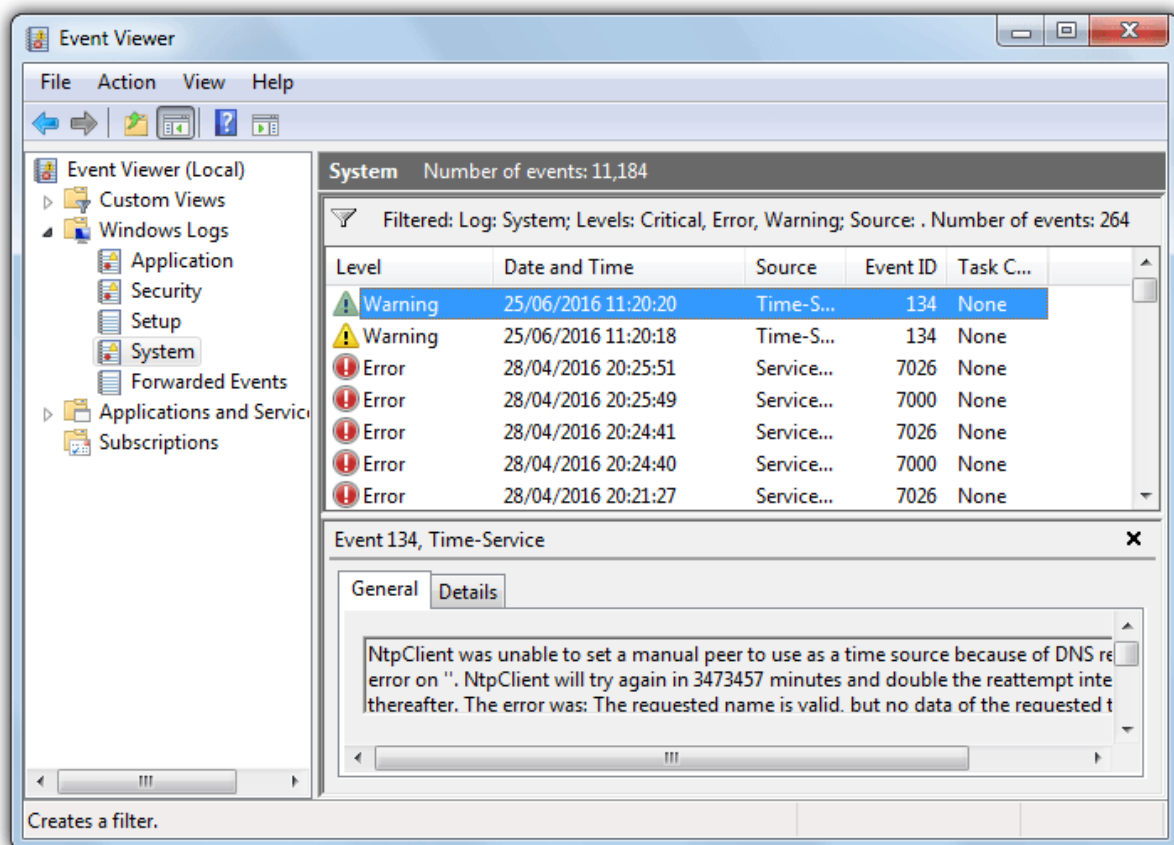 Event Viewer
File Action View Help
Event Viewer (Local)
Custom Views
Windows Logs
Application
Security
Setup
System
Forwarded Events
Applications and Servic
Subscriptions
System Number of events: 11,184
Filtered: Log: System; Levels: Critical, Error, Warning; Source: . Number of events: 264
Level Date and Time Source Event ID Task C...
Warning 25/06/2016 11:20:20 Time-S... 134 None
Warning 25/06/2016 11:20:18 Time-S... 134 None
Error 28/04/2016 20:25:51 Service... 7026 None
Error 28/04/2016 20:25:49 Service... 7000 None
Error 28/04/2016 20:24:41 Service... 7026 None
Error 28/04/2016 20:24:40 Service... 7000 None
Error 28/04/2016 20:21:27 Service... 7026 None
Event 134, Time-Service
General Details
NtpClient was unable to set a manual peer to use as a time source because of DNS re
error on ''. NtpClient will try again in 3473457 minutes and double the reattempt inte
thereafter. The error was: The requested name is valid, but no data of the requested t
Creates a filter.